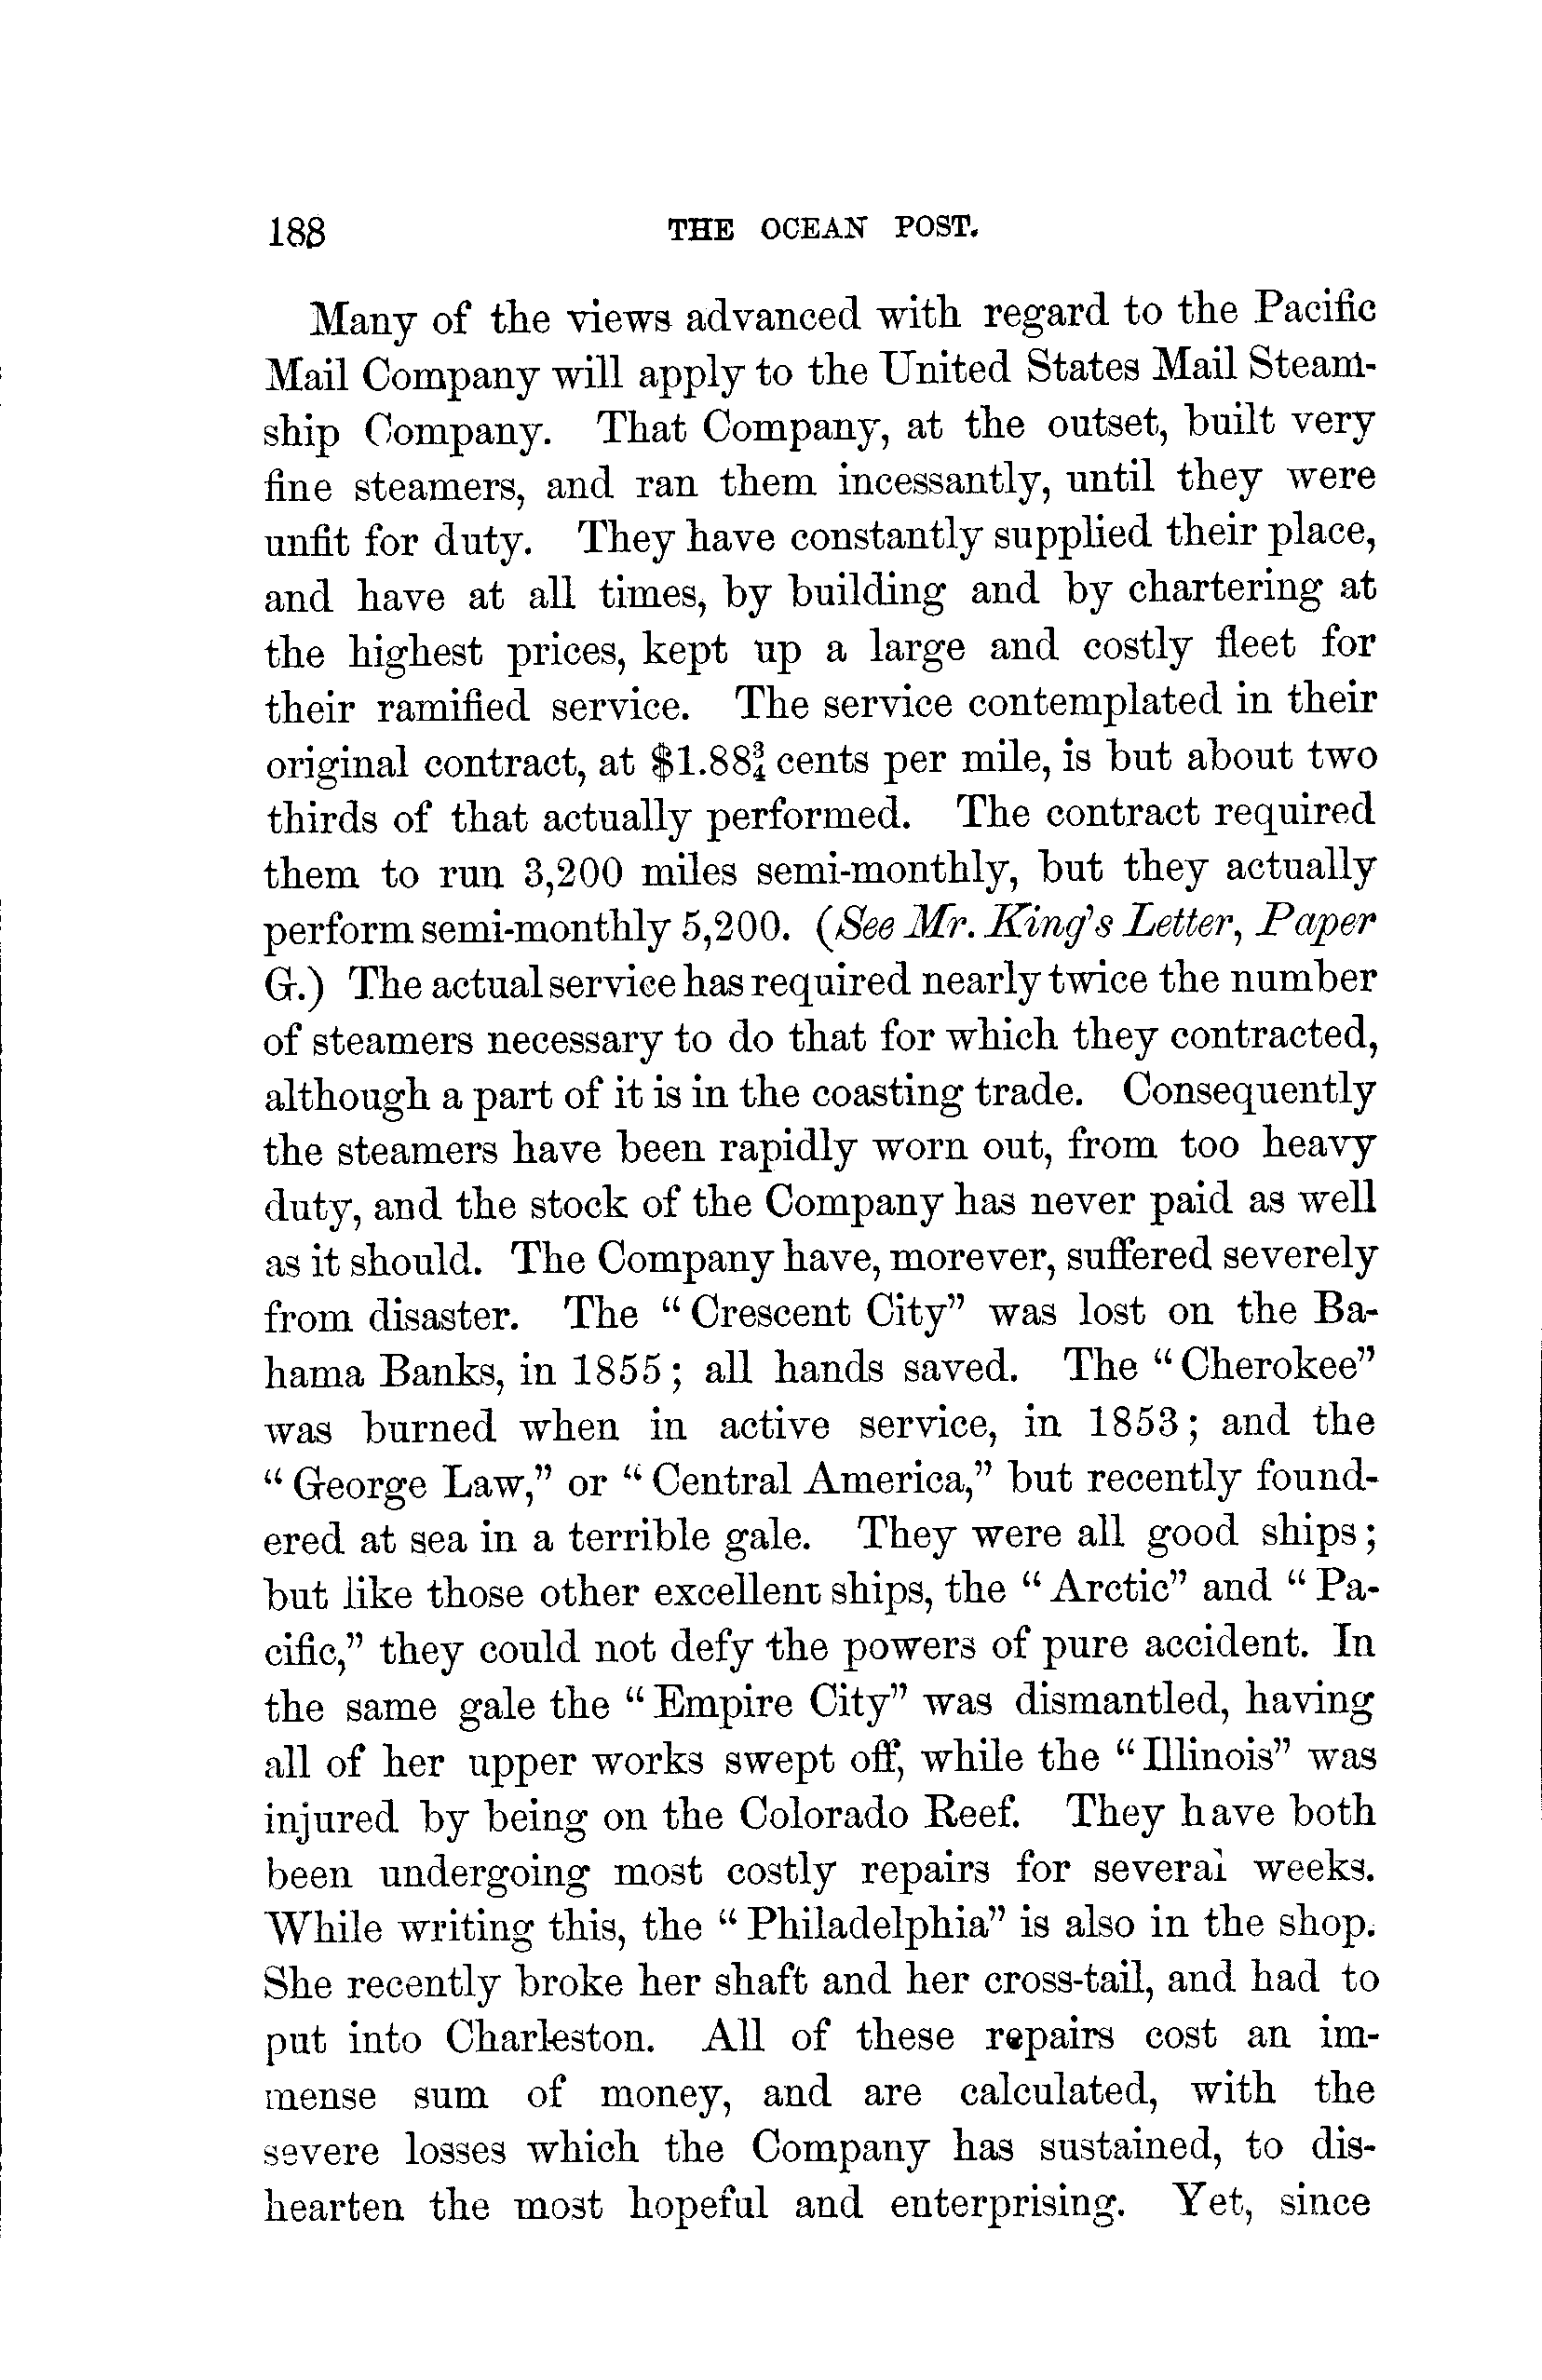 188 THE OCEAN POST.
Many of the views advanced with regard to the Pacific
Mail Company will apply to the United States Mail Steam-
ship Company. That Company, at the outset, built very
fine steamers, and ran them incessantly, until they were
unfit for duty. They have constantly supplied their place,
and have at all times, by building and by chartering at
the highest prices, kept up a large and costly fleet for
their ramified service. The service contemplated in their
original contract, at $1.88¾ cents per mile, is but about two
thirds of that actually performed. The contract required
them to run 3,200 miles semi-monthly, but they actually
perform semi-monthly 5,200. (See Mr. King's Letter, Paper
G.) The actual service has required nearly twice the number
of steamers necessary to do that for which they contracted,
although a part of it is in the coasting trade. Consequently
the steamers have been rapidly worn out, from too heavy
duty, and the stock of the Company has never paid as well
as it should. The Company have, morever, suffered severely
from disaster. The “Crescent City” was lost on the Ba-
hama Banks, in 1855; all hands saved. The “Cherokee”
was burned when in active service, in 1853; and the
“George Law,” or “Central America,” but recently found-
ered at sea in a terrible gale. They were all good ships;
but like those other excellent ships, the “Arctic” and “Pa-
cific,” they could not defy the powers of pure accident. In
the same gale the “Empire City” was dismantled, having
all of her upper works swept off, while the “Illinois” was
injured by being on the Colorado Reef. They have both
been undergoing most costly repairs for several weeks.
While writing this, the “Philadelphia” is also in the shop.
She recently broke her shaft and her cross-tail, and had to
put into Charleston. All of these repairs cost an im-
mense sum of money, and are calculated, with the
severe losses which the Company has sustained, to dis-
hearten the most hopeful and enterprising. Yet, since